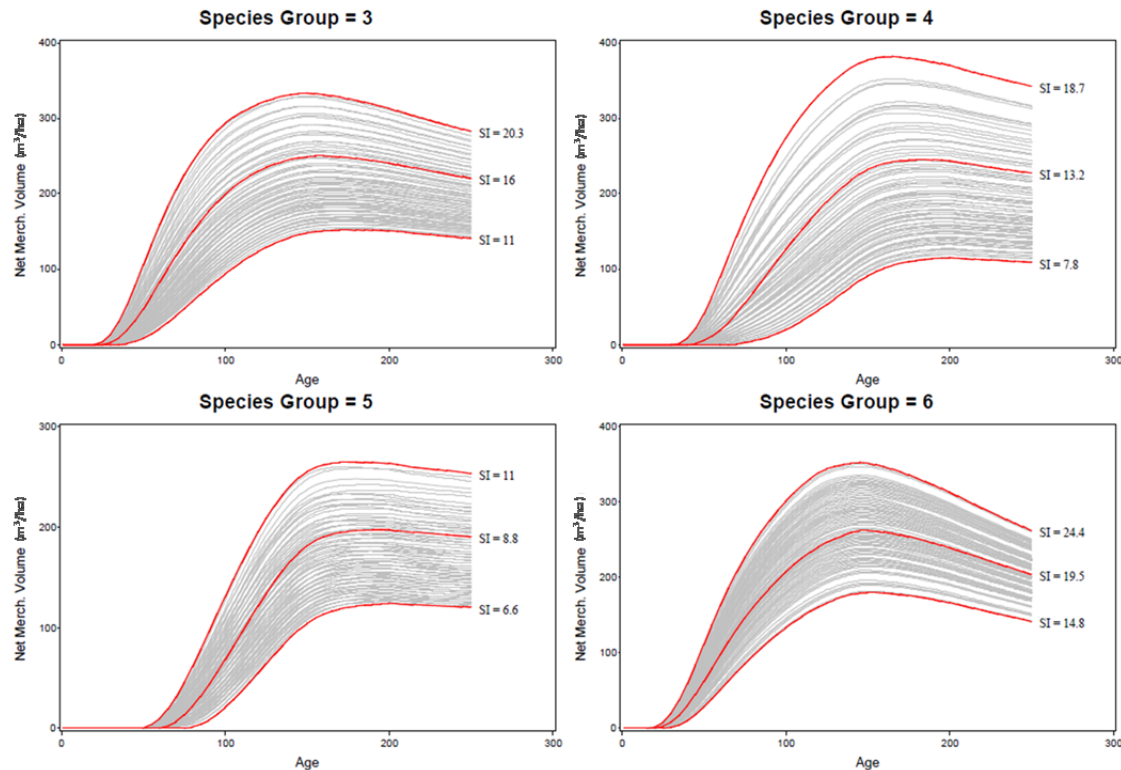 Species Group = 3
400
300
200
100
0
Net Merch. Volume (m³/ha)
0
100
200
300
Age
SI = 20.3
SI = 16
SI = 11
Species Group = 4
400
300
200
100
0
Net Merch. Volume (m³/ha)
0
100
200
300
Age
SI = 18.7
SI = 13.2
SI = 7.8
Species Group = 5
300
200
100
0
Net Merch. Volume (m³/ha)
0
100
200
300
Age
SI = 11
SI = 8.8
SI = 6.6
Species Group = 6
400
300
200
100
0
Net Merch. Volume (m³/ha)
0
100
200
300
Age
SI = 24.4
SI = 19.5
SI = 14.8